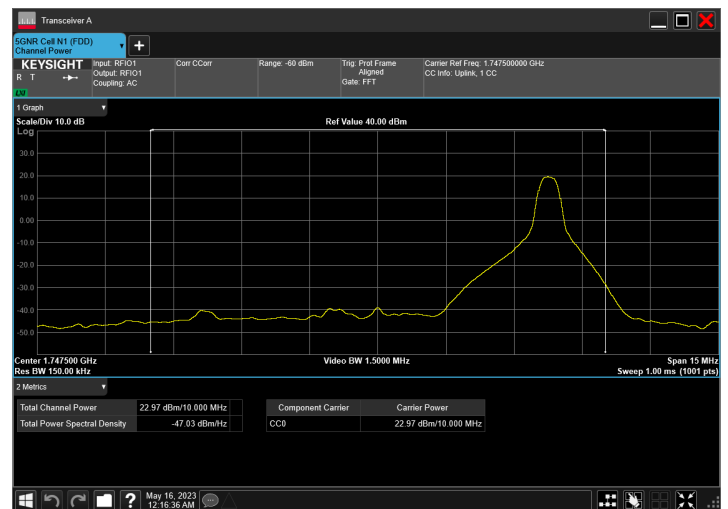 Transceiver A
5GNR Cell N1 (FDD)
Channel Power
KEYSIGHT
R T
LXI
Input: RFIO1
Output: RFIO1
Coupling: AC
Corr CCorr
Range: -60 dBm
Trig: Prot Frame
Aligned
Gate: FFT
Carrier Ref Freq: 1.747500000 GHz
CC Info: Uplink, 1 CC
1 Graph
Scale/Div 10.0 dB
Ref Value 40.00 dBm
Log
30.0
20.0
10.0
0.00
-10.0
-20.0
-30.0
-40.0
-50.0
Center 1.747500 GHz
Video BW 1.5000 MHz
Span 15 MHz
Res BW 150.00 kHz
Sweep 1.00 ms (1001 pts)
2 Metrics
Total Channel Power 22.97 dBm/10.000 MHz
Total Power Spectral Density -47.03 dBm/Hz
Component Carrier Carrier Power
CC0 22.97 dBm/10.000 MHz
?
May 16, 2023
12:16:36 AM